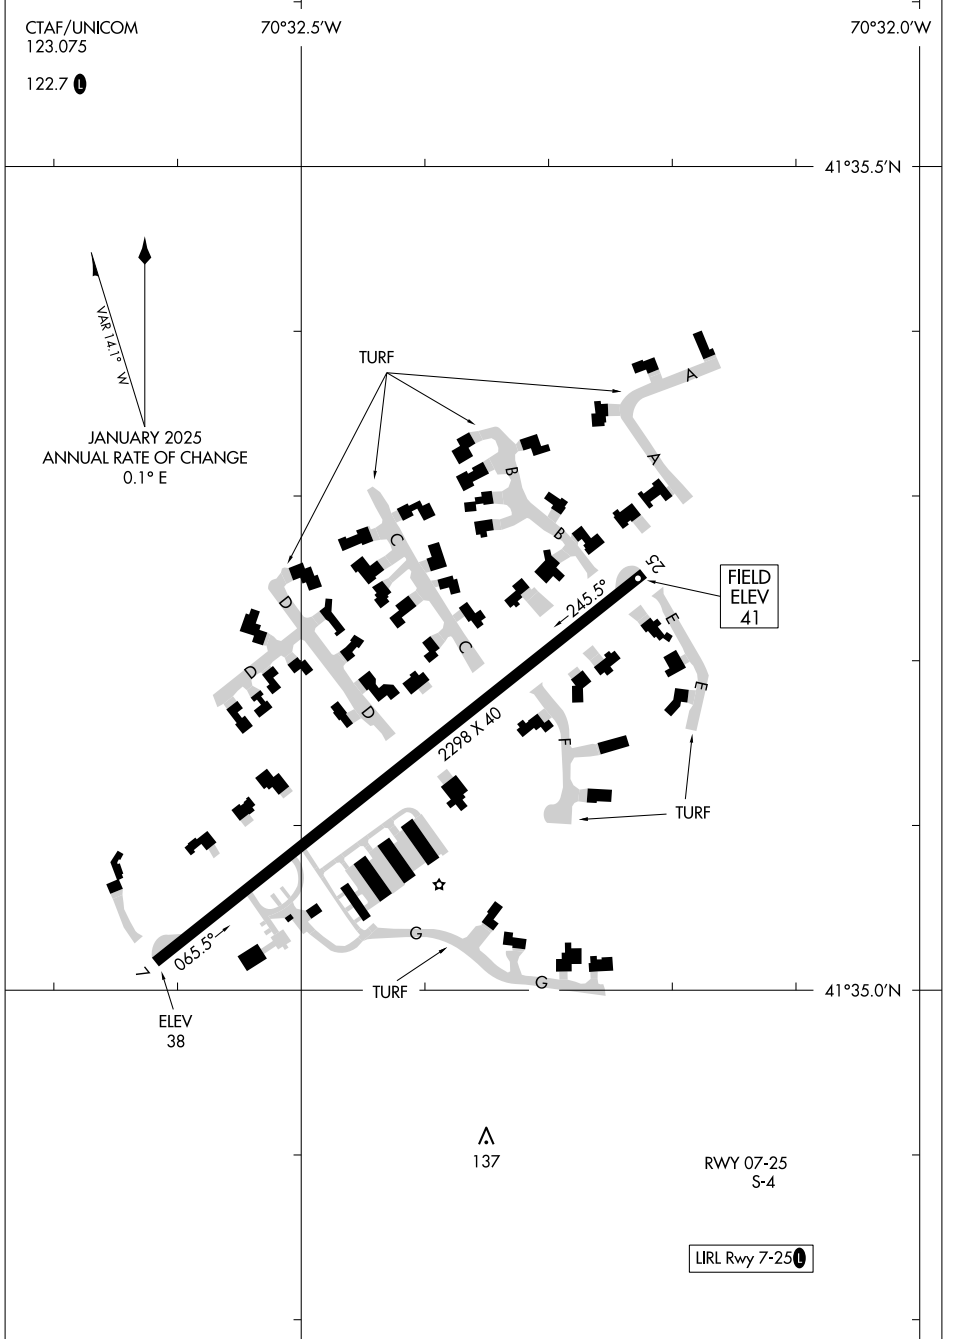 CTAF/UNICOM
123.075
122.7 L
70°32.5'W
70°32.0'W
41°35.5'N
VAR 14.1° W
JANUARY 2025
ANNUAL RATE OF CHANGE
0.1° E
TURF
A
A
B
B
C
C
D
D
D
25
245.5°
FIELD
ELEV
41
E
E
2298 X 40
F
TURF
065.5°
7
G
G
TURF
ELEV
38
41°35.0'N
137
RWY 07-25
S-4
LIRL Rwy 7-25 L